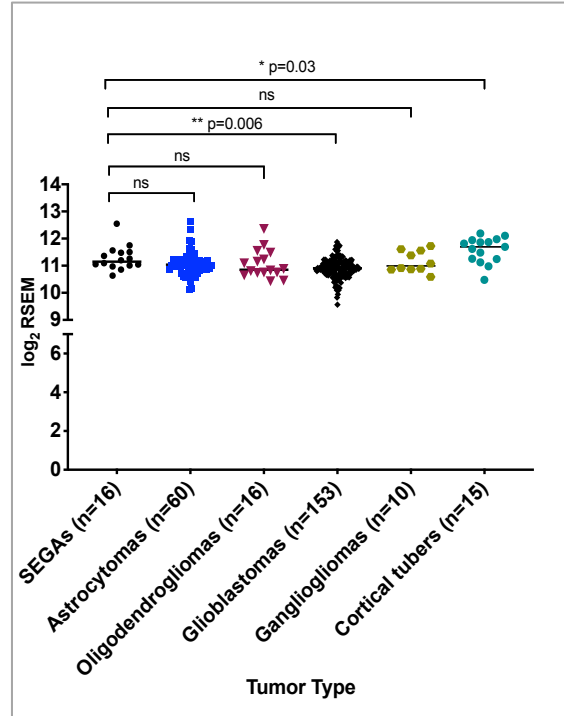 * p=0.03
ns
** p=0.006
ns
ns
14
13
12
11
10
9
6
4
2
0
log2 RSEM
SEGAs (n=16)
Astrocytomas (n=60)
Oligodendrogliomas (n=16)
Glioblastomas (n=153)
Gangliogliomas (n=10)
Cortical tubers (n=15)
Tumor Type